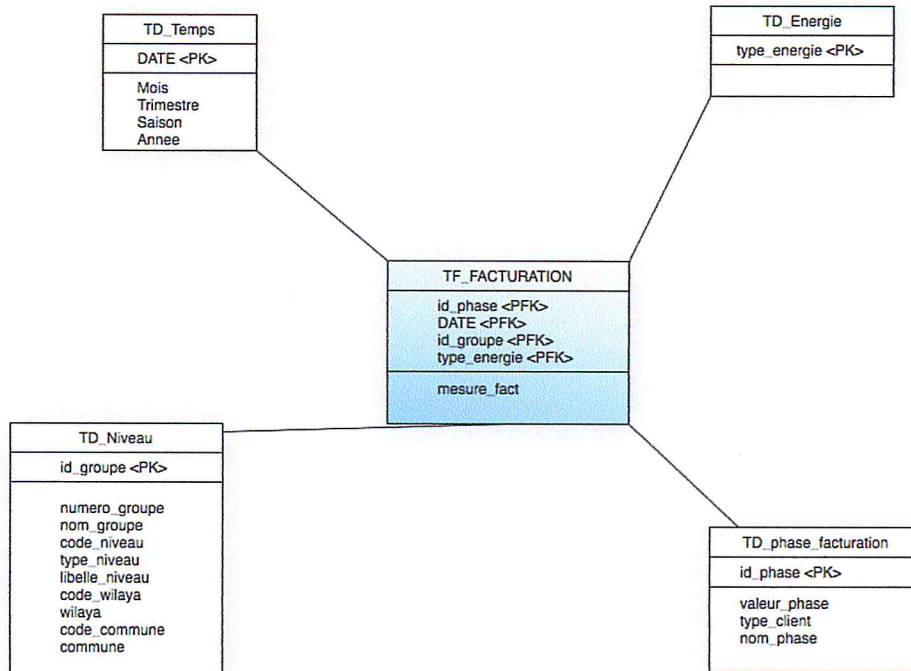 TD_Temps
DATE <PK>
Mois
Trimestre
Saison
Annee
TD_Energie
type_energie <PK>
TF_FACTURATION
id_phase <PFK>
DATE <PFK>
id_groupe <PFK>
type_energie <PFK>
mesure_fact
TD_Niveau
id_groupe <PK>
numero_groupe
nom_groupe
code_niveau
type_niveau
libelle_niveau
code_wilaya
wilaya
code_commune
commune
TD_phase_facturation
id_phase <PK>
valeur_phase
type_client
nom_phase